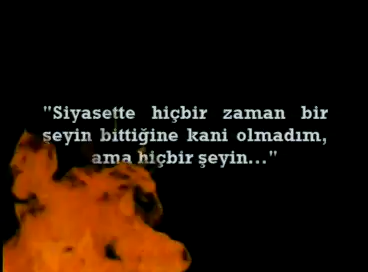 "Siyasette hiçbir zaman bir
şeyin bittiğine kani olmadım,
ama hiçbir şeyin..."